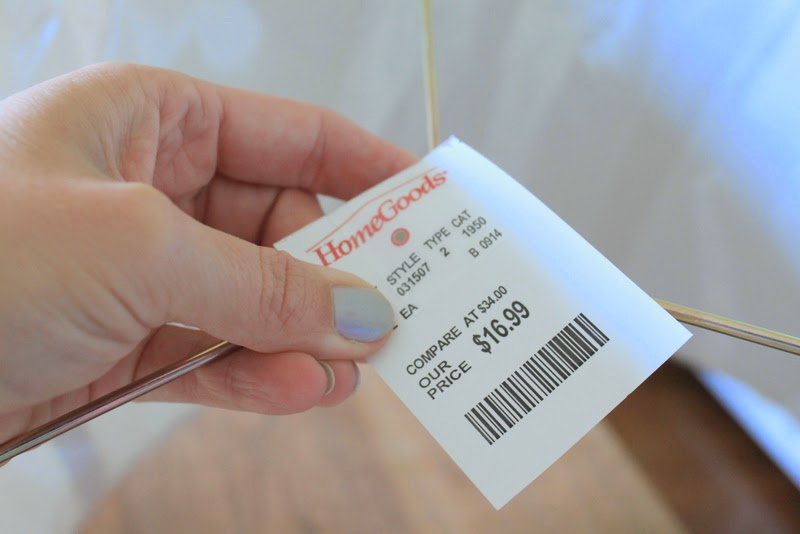 HomeGoods
STYLE TYPE CAT
031507 2 1950
B 0914
EA
COMPARE AT $34.00
OUR
PRICE $16.99